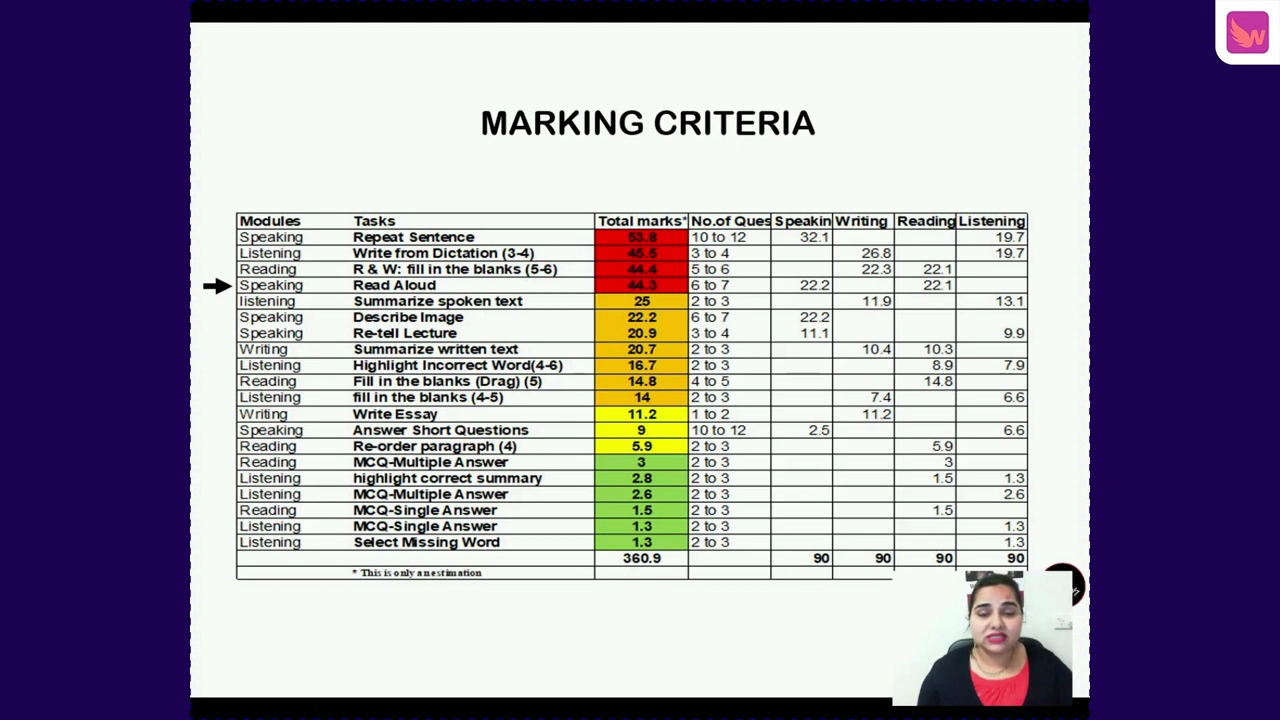 MARKING CRITERIA
Modules Tasks Total marks* No.of Ques Speakin Writing Reading Listening
Speaking Repeat Sentence 53.8 10 to 12 32.1 19.7
Listening Write from Dictation (3-4) 45.5 3 to 4 26.8 19.7
Reading R & W: fill in the blanks (5-6) 44.4 5 to 6 22.3 22.1
Speaking Read Aloud 44.3 6 to 7 22.2 22.1
listening Summarize spoken text 25 2 to 3 11.9 13.1
Speaking Describe Image 22.2 6 to 7 22.2
Speaking Re-tell Lecture 20.9 3 to 4 11.1 9.9
Writing Summarize written text 20.7 2 to 3 10.4 10.3
Listening Highlight Incorrect Word(4-6) 16.7 2 to 3 8.9 7.9
Reading Fill in the blanks (Drag) (5) 14.8 4 to 5 14.8
Listening fill in the blanks (4-5) 14 2 to 3 7.4 6.6
Writing Write Essay 11.2 1 to 2 11.2
Speaking Answer Short Questions 9 10 to 12 2.5 6.6
Reading Re-order paragraph (4) 5.9 2 to 3 5.9
Reading MCQ-Multiple Answer 3 2 to 3 3
Listening highlight correct summary 2.8 2 to 3 1.5 1.3
Listening MCQ-Multiple Answer 2.6 2 to 3 2.6
Reading MCQ-Single Answer 1.5 2 to 3 1.5
Listening MCQ-Single Answer 1.3 2 to 3 1.3
Listening Select Missing Word 1.3 2 to 3 1.3
360.9 90 90 90 90
* This is only an estimation